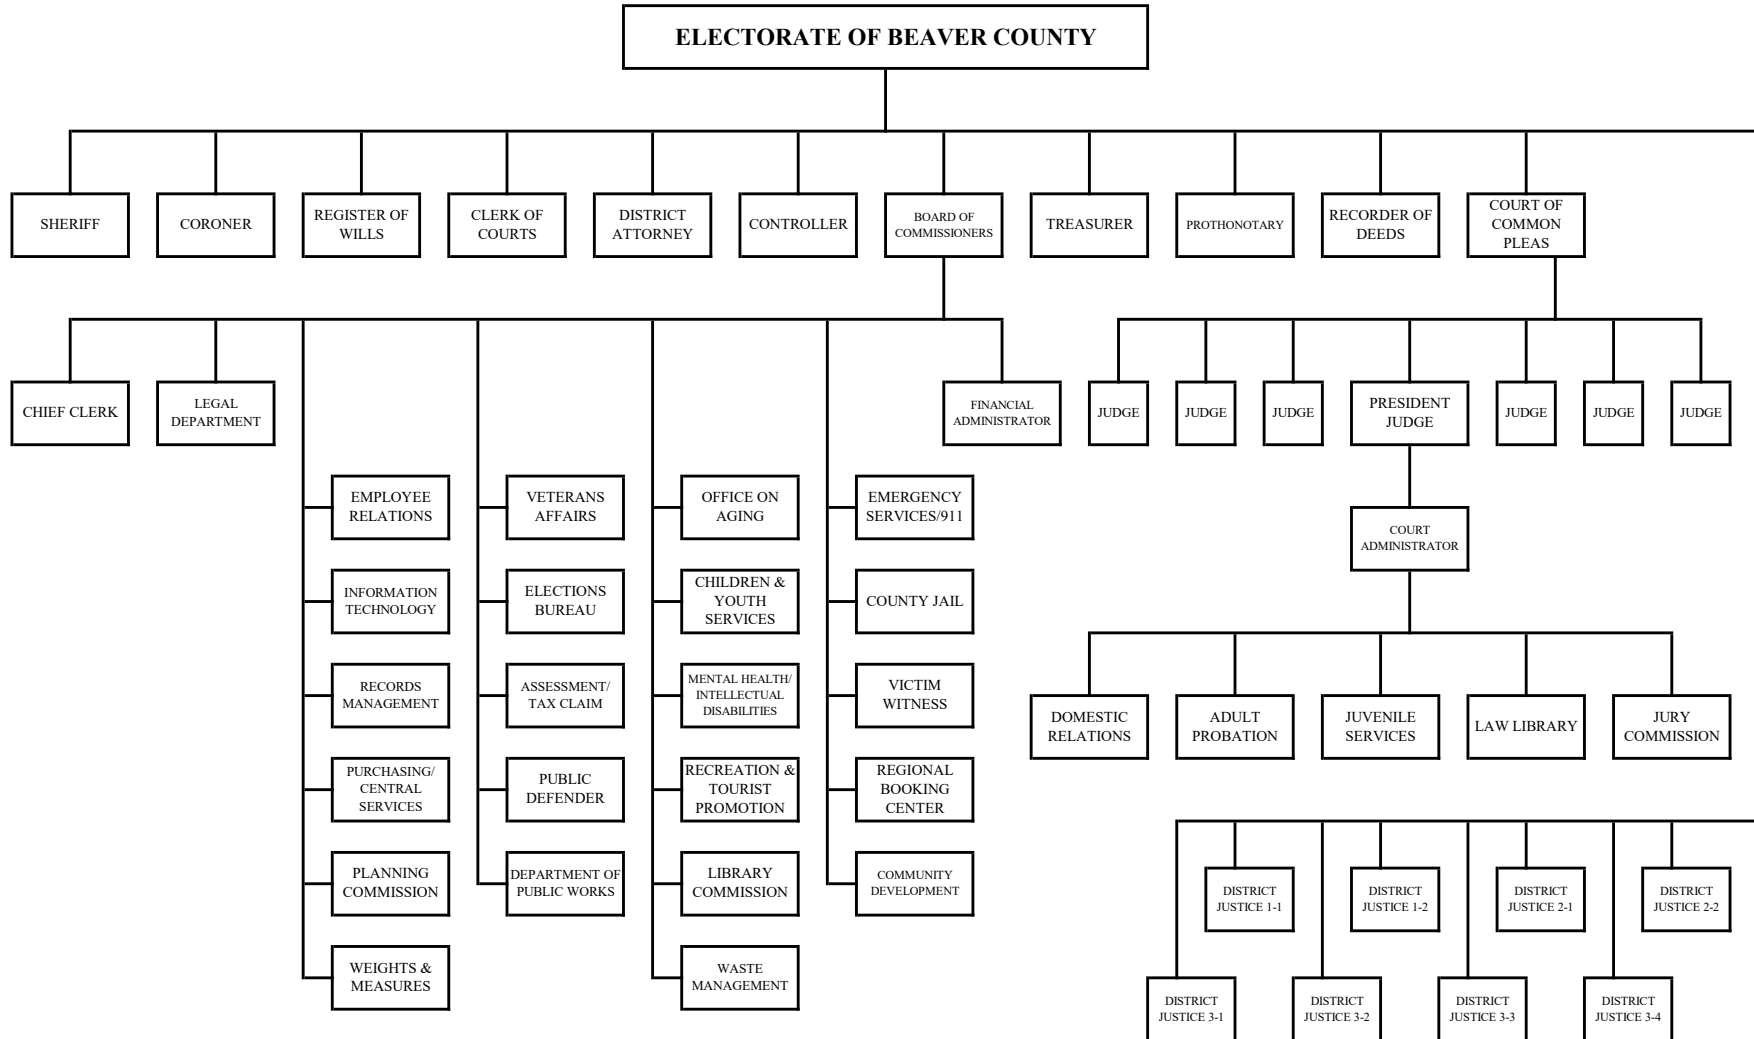 ELECTORATE OF BEAVER COUNTY
SHERIFF
CORONER
REGISTER OF
WILLS
CLERK OF
COURTS
DISTRICT
ATTORNEY
CONTROLLER
BOARD OF
COMMISSIONERS
TREASURER
PROTHONOTARY
RECORDER OF
DEEDS
COURT OF
COMMON
PLEAS
CHIEF CLERK
LEGAL
DEPARTMENT
FINANCIAL
ADMINISTRATOR
JUDGE
JUDGE
JUDGE
PRESIDENT
JUDGE
JUDGE
JUDGE
JUDGE
EMPLOYEE
RELATIONS
VETERANS
AFFAIRS
OFFICE ON
AGING
EMERGENCY
SERVICES/911
COURT
ADMINISTRATOR
INFORMATION
TECHNOLOGY
ELECTIONS
BUREAU
CHILDREN &
YOUTH
SERVICES
COUNTY JAIL
RECORDS
MANAGEMENT
ASSESSMENT/
TAX CLAIM
MENTAL HEALTH/
INTELLECTUAL
DISABILITIES
VICTIM
WITNESS
DOMESTIC
RELATIONS
ADULT
PROBATION
JUVENILE
SERVICES
LAW LIBRARY
JURY
COMMISSION
PURCHASING/
CENTRAL
SERVICES
PUBLIC
DEFENDER
RECREATION &
TOURIST
PROMOTION
REGIONAL
BOOKING
CENTER
PLANNING
COMMISSION
DEPARTMENT OF
PUBLIC WORKS
LIBRARY
COMMISSION
COMMUNITY
DEVELOPMENT
DISTRICT
JUSTICE 1-1
DISTRICT
JUSTICE 1-2
DISTRICT
JUSTICE 2-1
DISTRICT
JUSTICE 2-2
WEIGHTS &
MEASURES
WASTE
MANAGEMENT
DISTRICT
JUSTICE 3-1
DISTRICT
JUSTICE 3-2
DISTRICT
JUSTICE 3-3
DISTRICT
JUSTICE 3-4